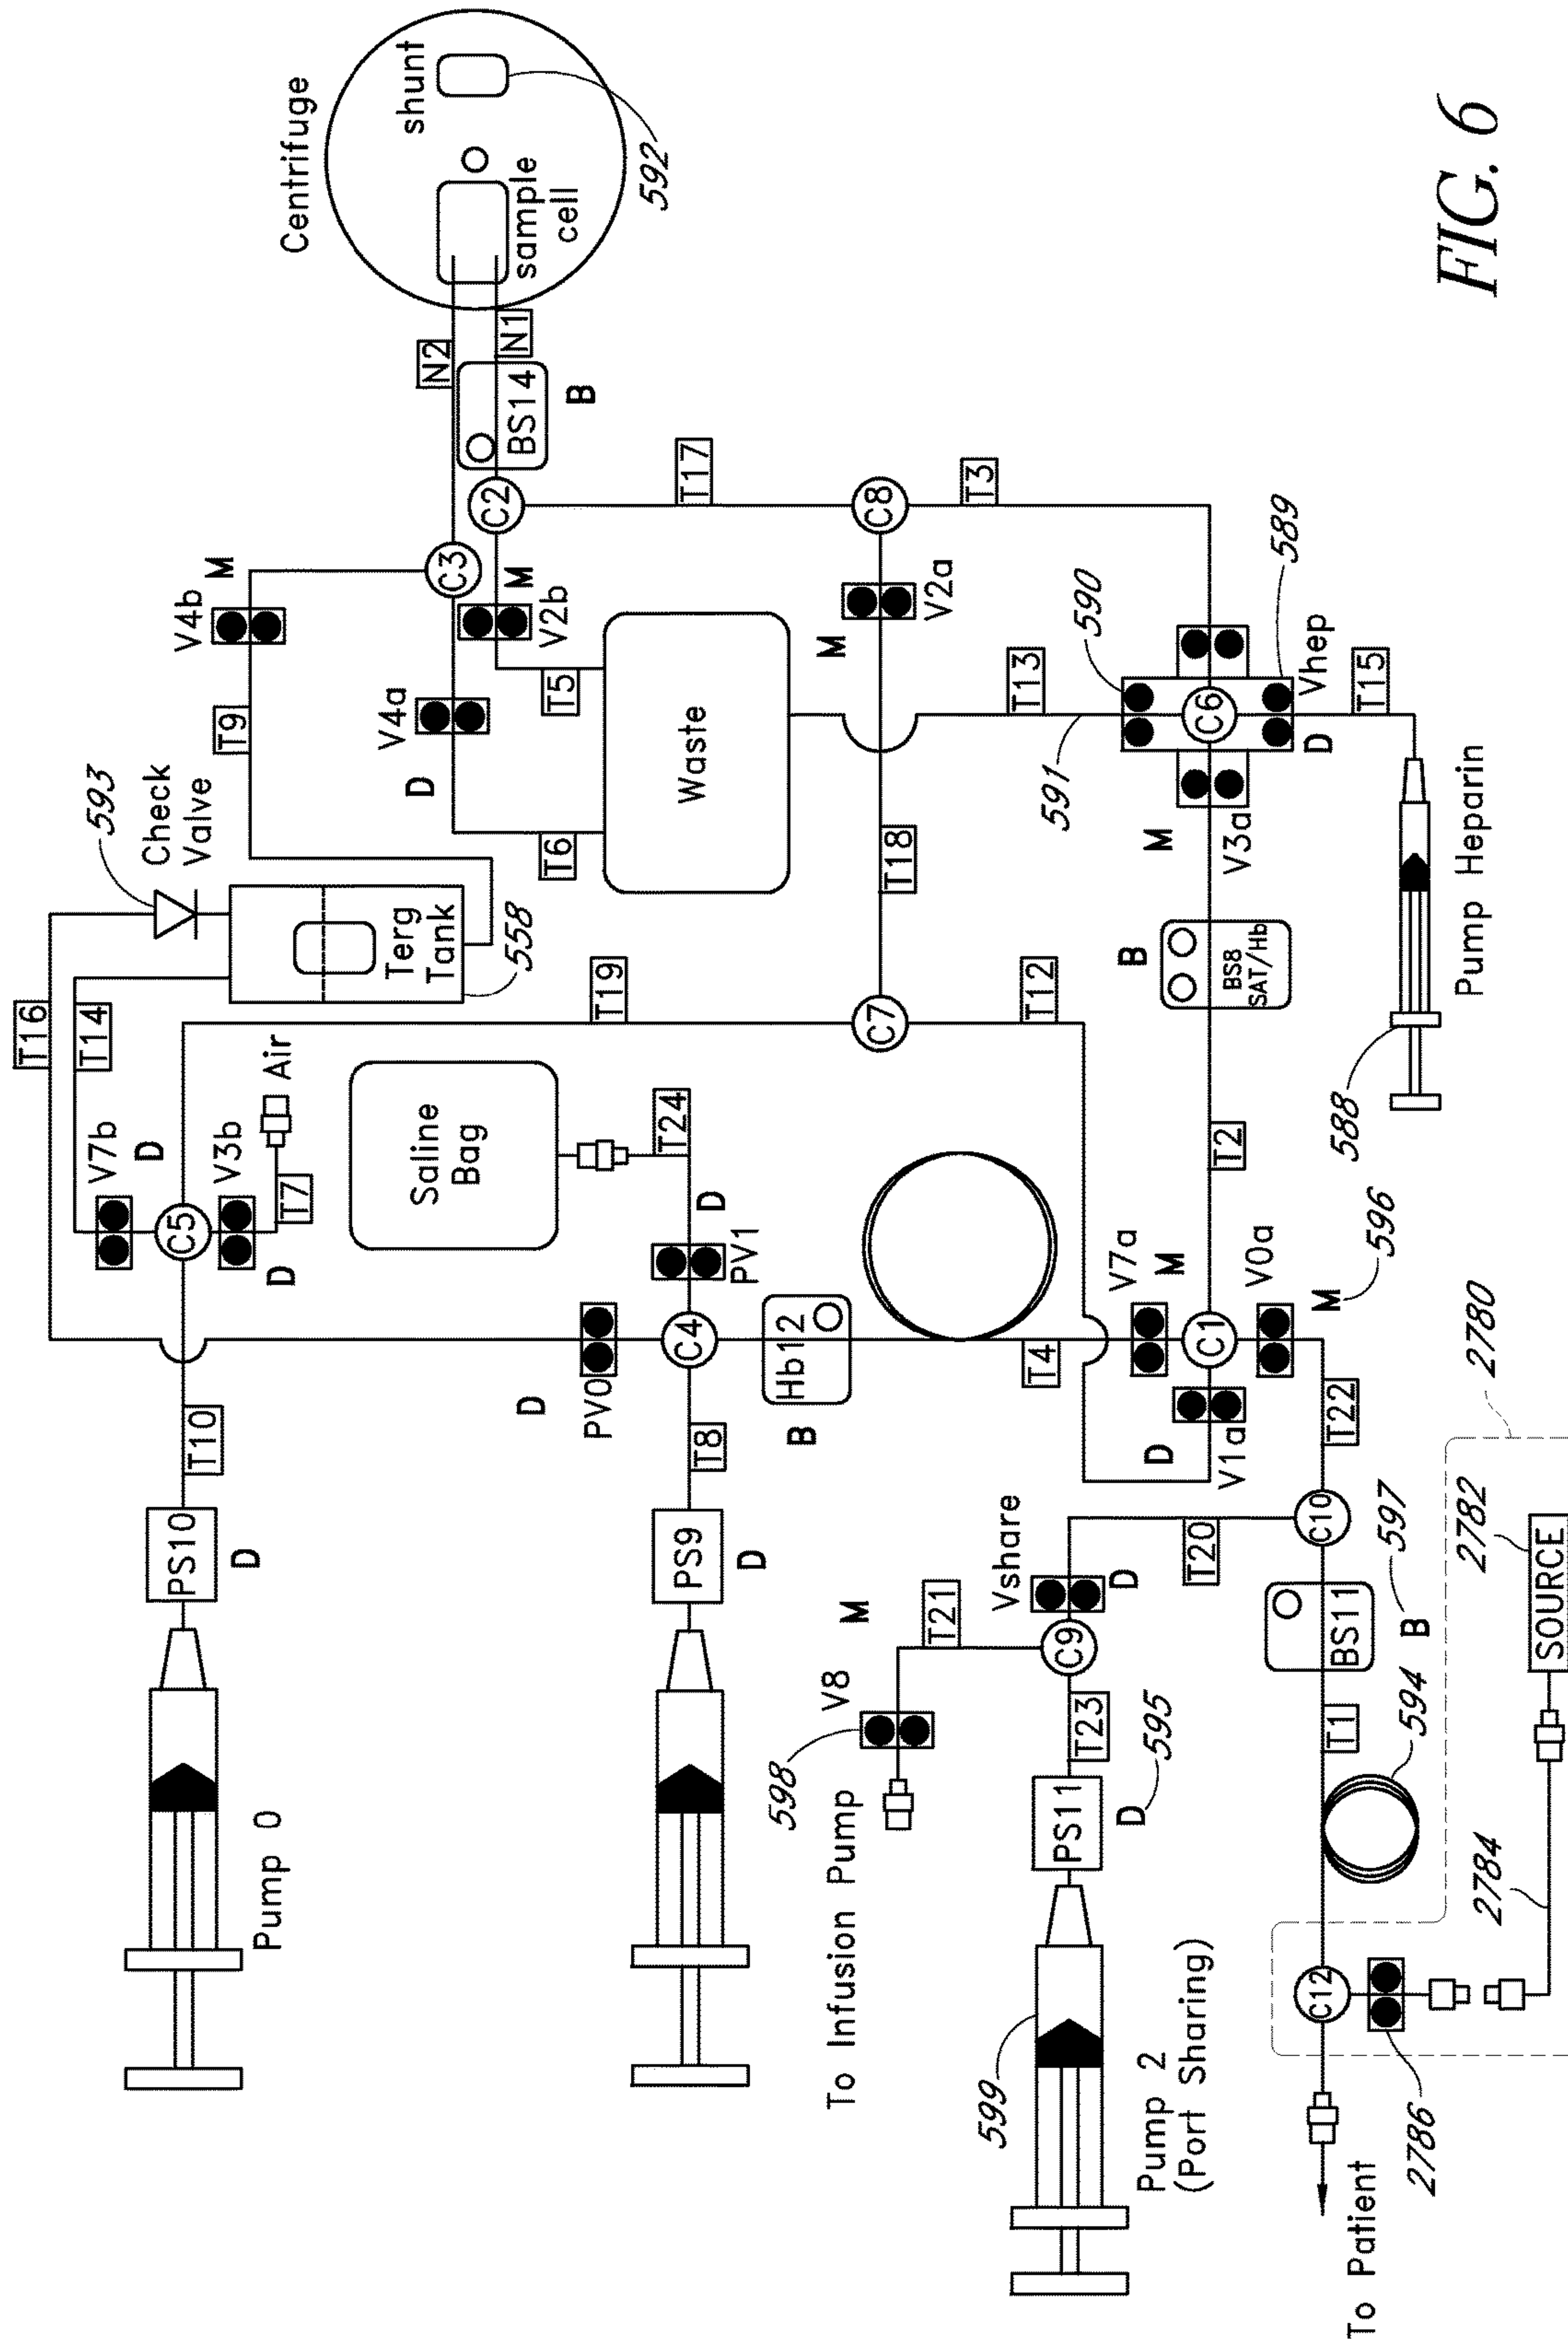 Centrifuge
shunt
sample
cell
592
N2
N1
BS14
B
C2
C3
M
V4b
T9
593
Check
Valve
T16
T14
Terg
Tank
558
V4a
D
M
V2b
T5
T6
Waste
T17
C8
T3
V2a
M
T18
T13
591
590
589
C6
Vhep
D
T15
M
V3a
B
BS8
SAT/Hb
Pump Heparin
588
T19
C7
T12
Air
V7b
D
C5
V3b
D
T7
Saline
Bag
T24
D
PV1
C4
PV0
D
Hb12
B
T4
T2
V7a
M
C1
V0a
M
596
D
V1a
T22
T10
PS10
D
Pump 0
T8
PS9
D
To Infusion Pump
V8
598
M
T21
Vshare
D
C9
T20
C10
T23
PS11
D
595
599
Pump 2
(Port Sharing)
BS11
B
597
T1
594
C12
2786
2784
SOURCE
2782
2780
To Patient
FIG. 6